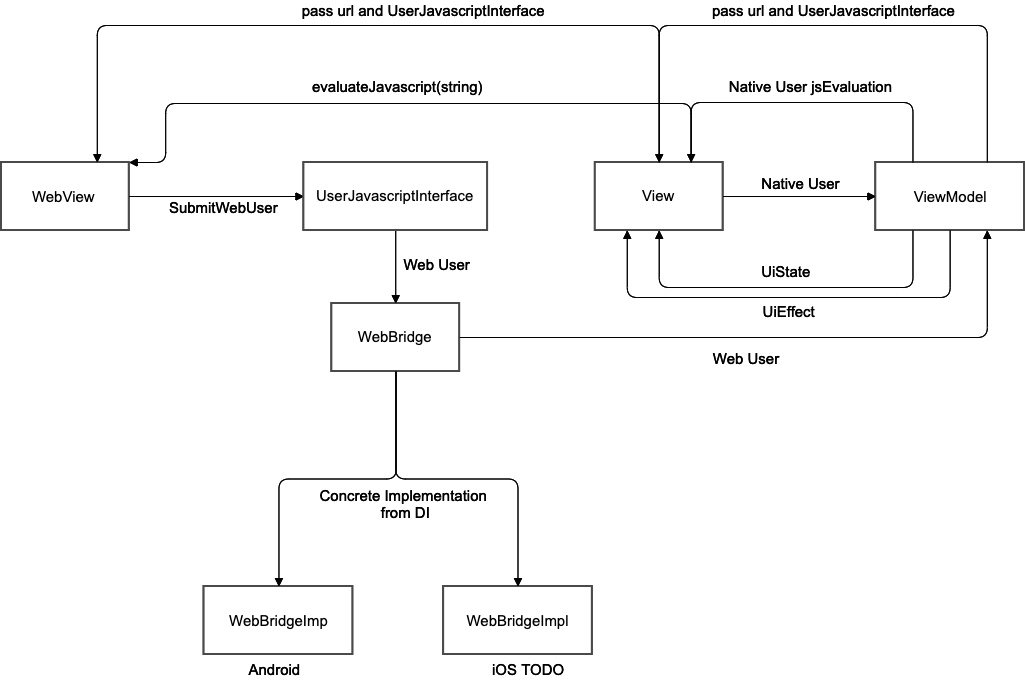 pass url and UserJavascriptInterface
pass url and UserJavascriptInterface
evaluateJavascript(string)
Native User jsEvaluation
WebView
SubmitWebUser
UserJavascriptInterface
View
Native User
ViewModel
Web User
UiState
UiEffect
WebBridge
Web User
Concrete Implementation
from DI
WebBridgeImp
WebBridgeImpl
Android
iOS TODO